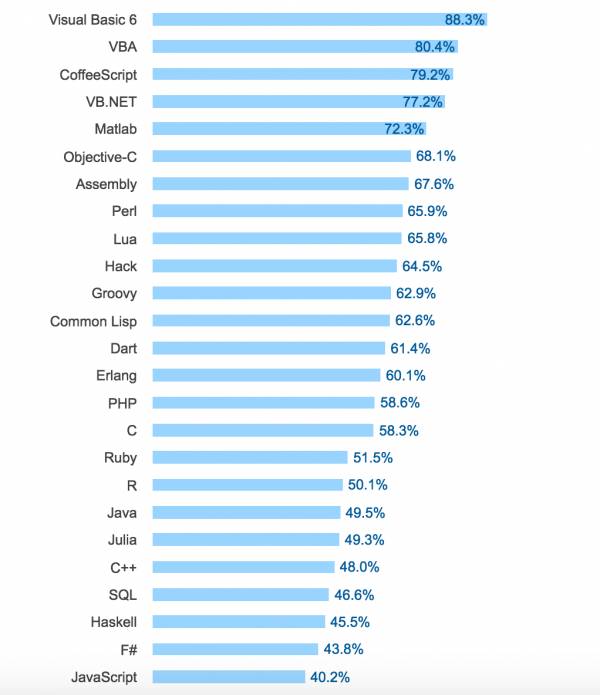 Visual Basic 6 88.3%
VBA 80.4%
CoffeeScript 79.2%
VB.NET 77.2%
Matlab 72.3%
Objective-C 68.1%
Assembly 67.6%
Perl 65.9%
Lua 65.8%
Hack 64.5%
Groovy 62.9%
Common Lisp 62.6%
Dart 61.4%
Erlang 60.1%
PHP 58.6%
C 58.3%
Ruby 51.5%
R 50.1%
Java 49.5%
Julia 49.3%
C++ 48.0%
SQL 46.6%
Haskell 45.5%
F# 43.8%
JavaScript 40.2%